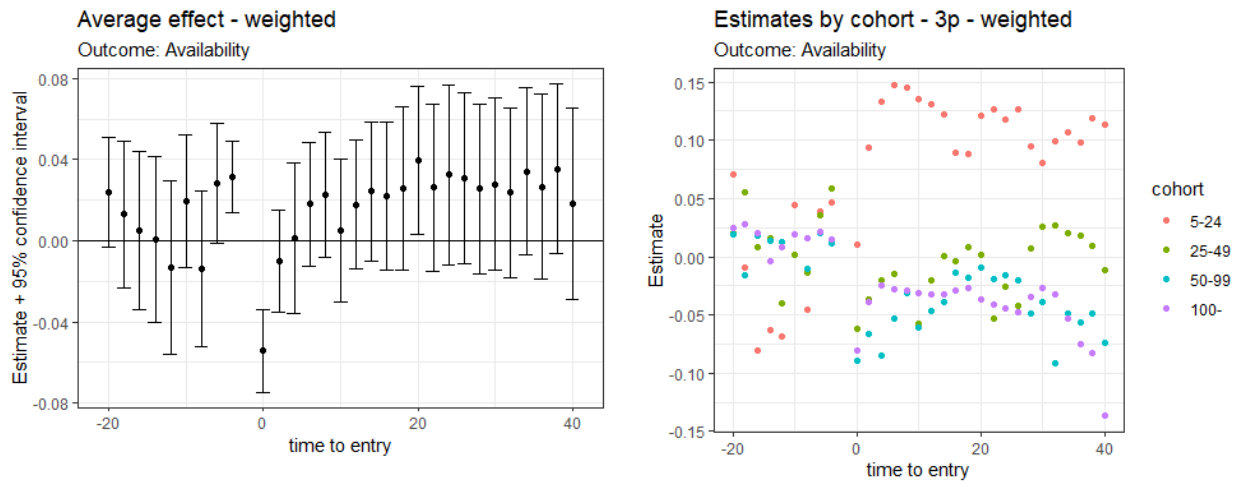 Average effect - weighted
Outcome: Availability
Estimate + 95% confidence interval
0.08
0.04
0.00
-0.04
-0.08
-20
0
20
40
time to entry
Estimates by cohort - 3p - weighted
Outcome: Availability
Estimate
0.15
0.10
0.05
0.00
-0.05
-0.10
-0.15
-20
0
20
40
time to entry
cohort
5-24
25-49
50-99
100-